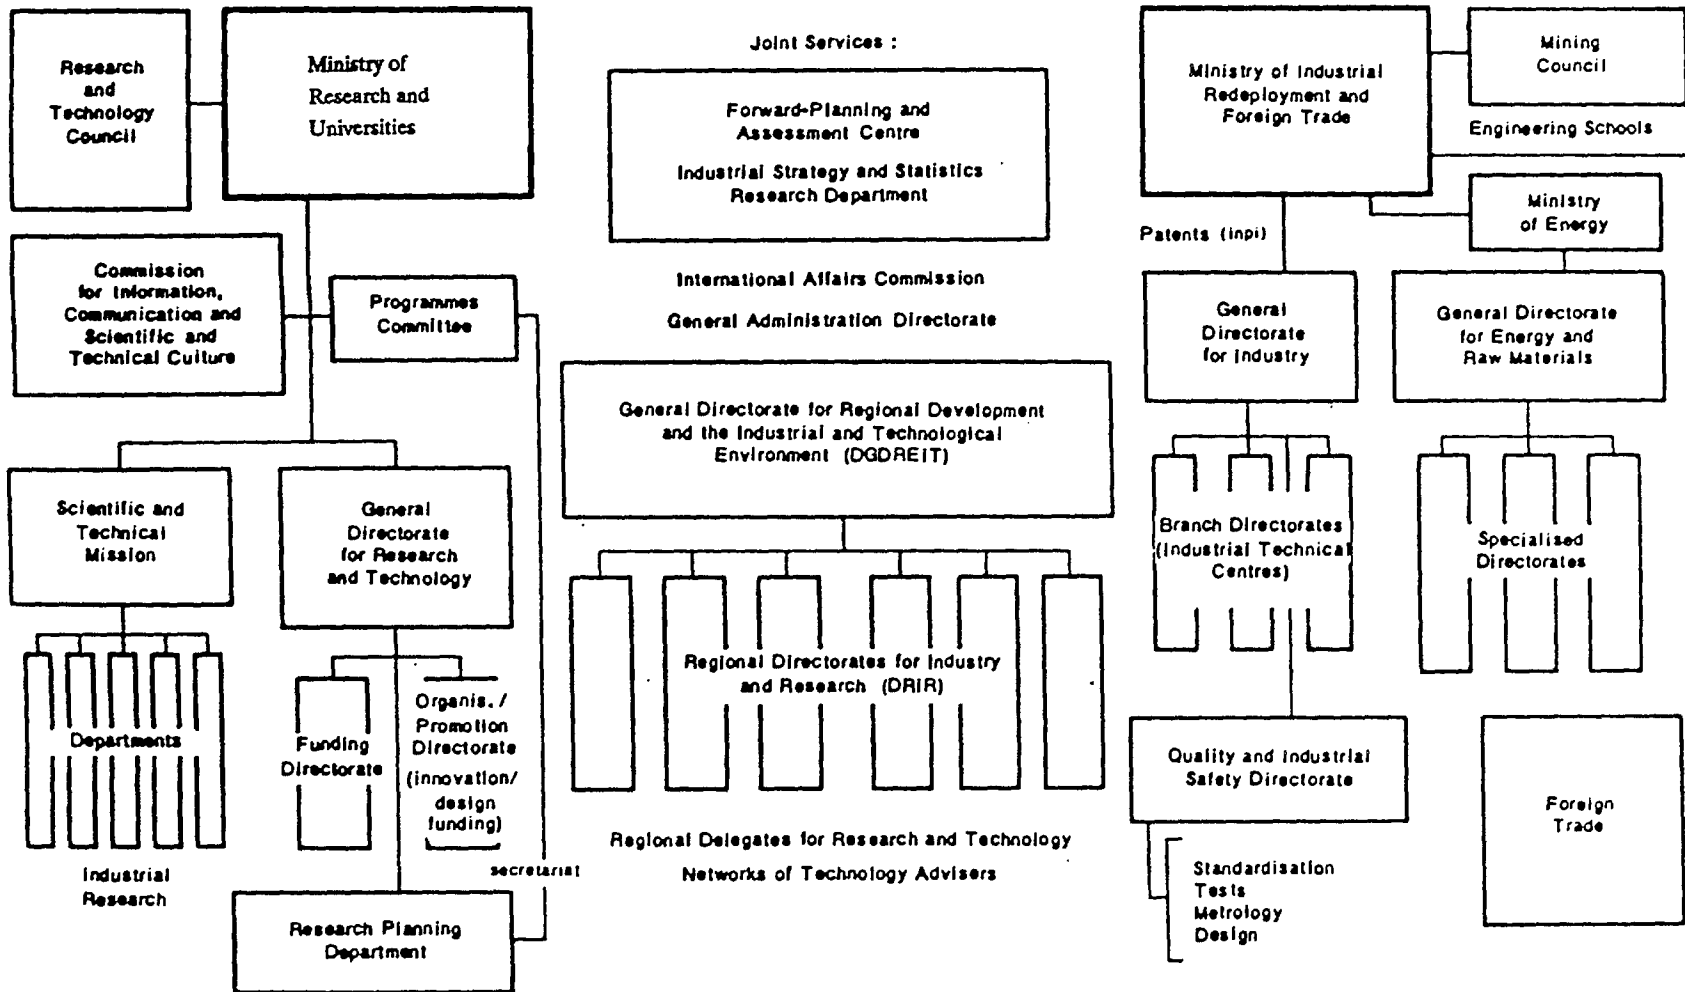 Research
and
Technology
Council
Ministry of
Research and
Universities
Commission
for Information,
Communication and
Scientific and
Technical Culture
Programmes
Committee
Scientific and
Technical
Mission
General
Directorate
for Research
and Technology
Departments
Industrial
Research
Funding
Directorate
Organis./
Promotion
Directorate
(innovation/
design
funding)
secretariat
Research Planning
Department
Joint Services :
Forward-Planning and
Assessment Centre
Industrial Strategy and Statistics
Research Department
International Affairs Commission
General Administration Directorate
General Directorate for Regional Development
and the Industrial and Technological
Environment (DGDREIT)
Regional Directorates for Industry
and Research (DRIR)
Regional Delegates for Research and Technology
Networks of Technology Advisers
Ministry of Industrial
Redeployment and
Foreign Trade
Mining
Council
Engineering Schools
Ministry
of Energy
Patents (inpi)
General
Directorate
for Industry
General Directorate
for Energy and
Raw Materials
Branch Directorates
(Industrial Technical
Centres)
Specialised
Directorates
Quality and Industrial
Safety Directorate
Standardisation
Tests
Metrology
Design
Foreign
Trade